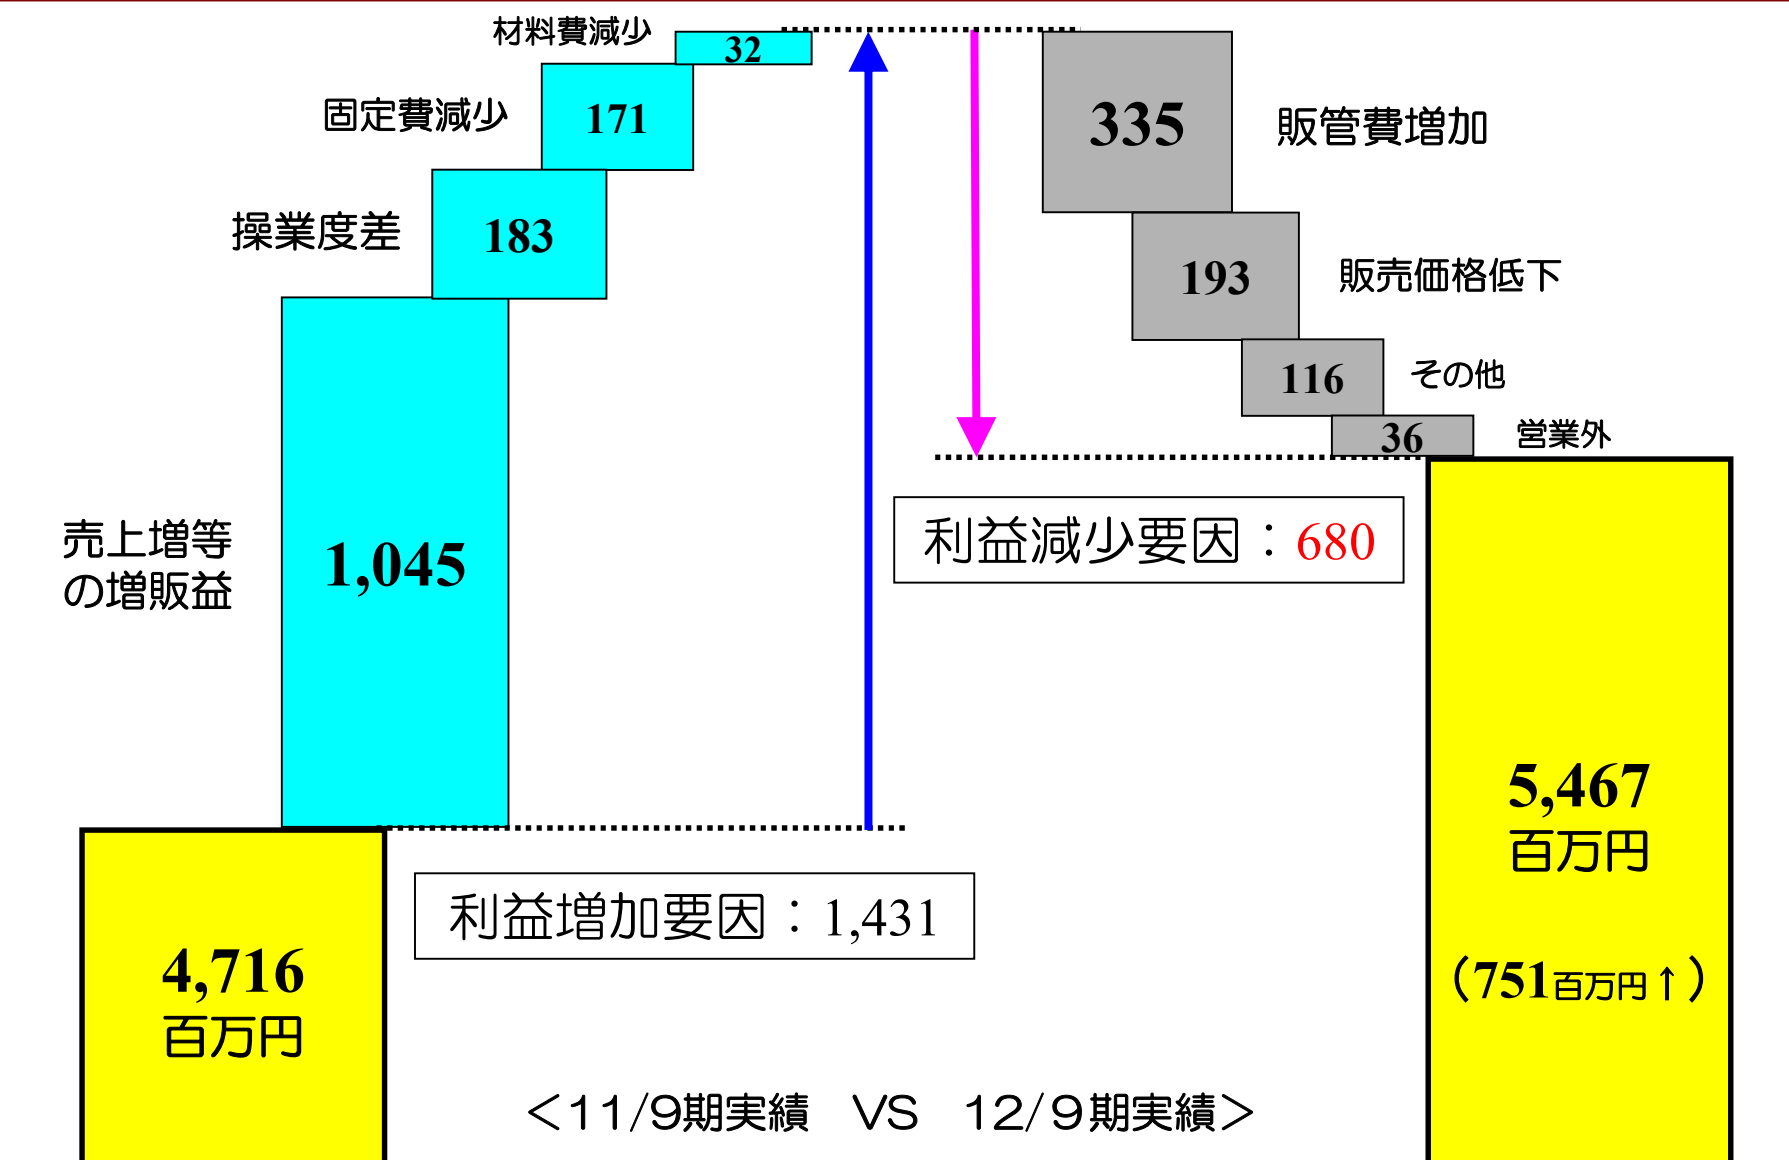 材料費減少
32
固定費減少
171
操業度差
183
売上増等
の増販益
1,045
335
販管費増加
193
販売価格低下
116
その他
36
営業外
利益減少要因：680
利益増加要因：1,431
4,716
百万円
5,467
百万円
（751百万円↑）
＜11/9期実績　VS　12/9期実績＞